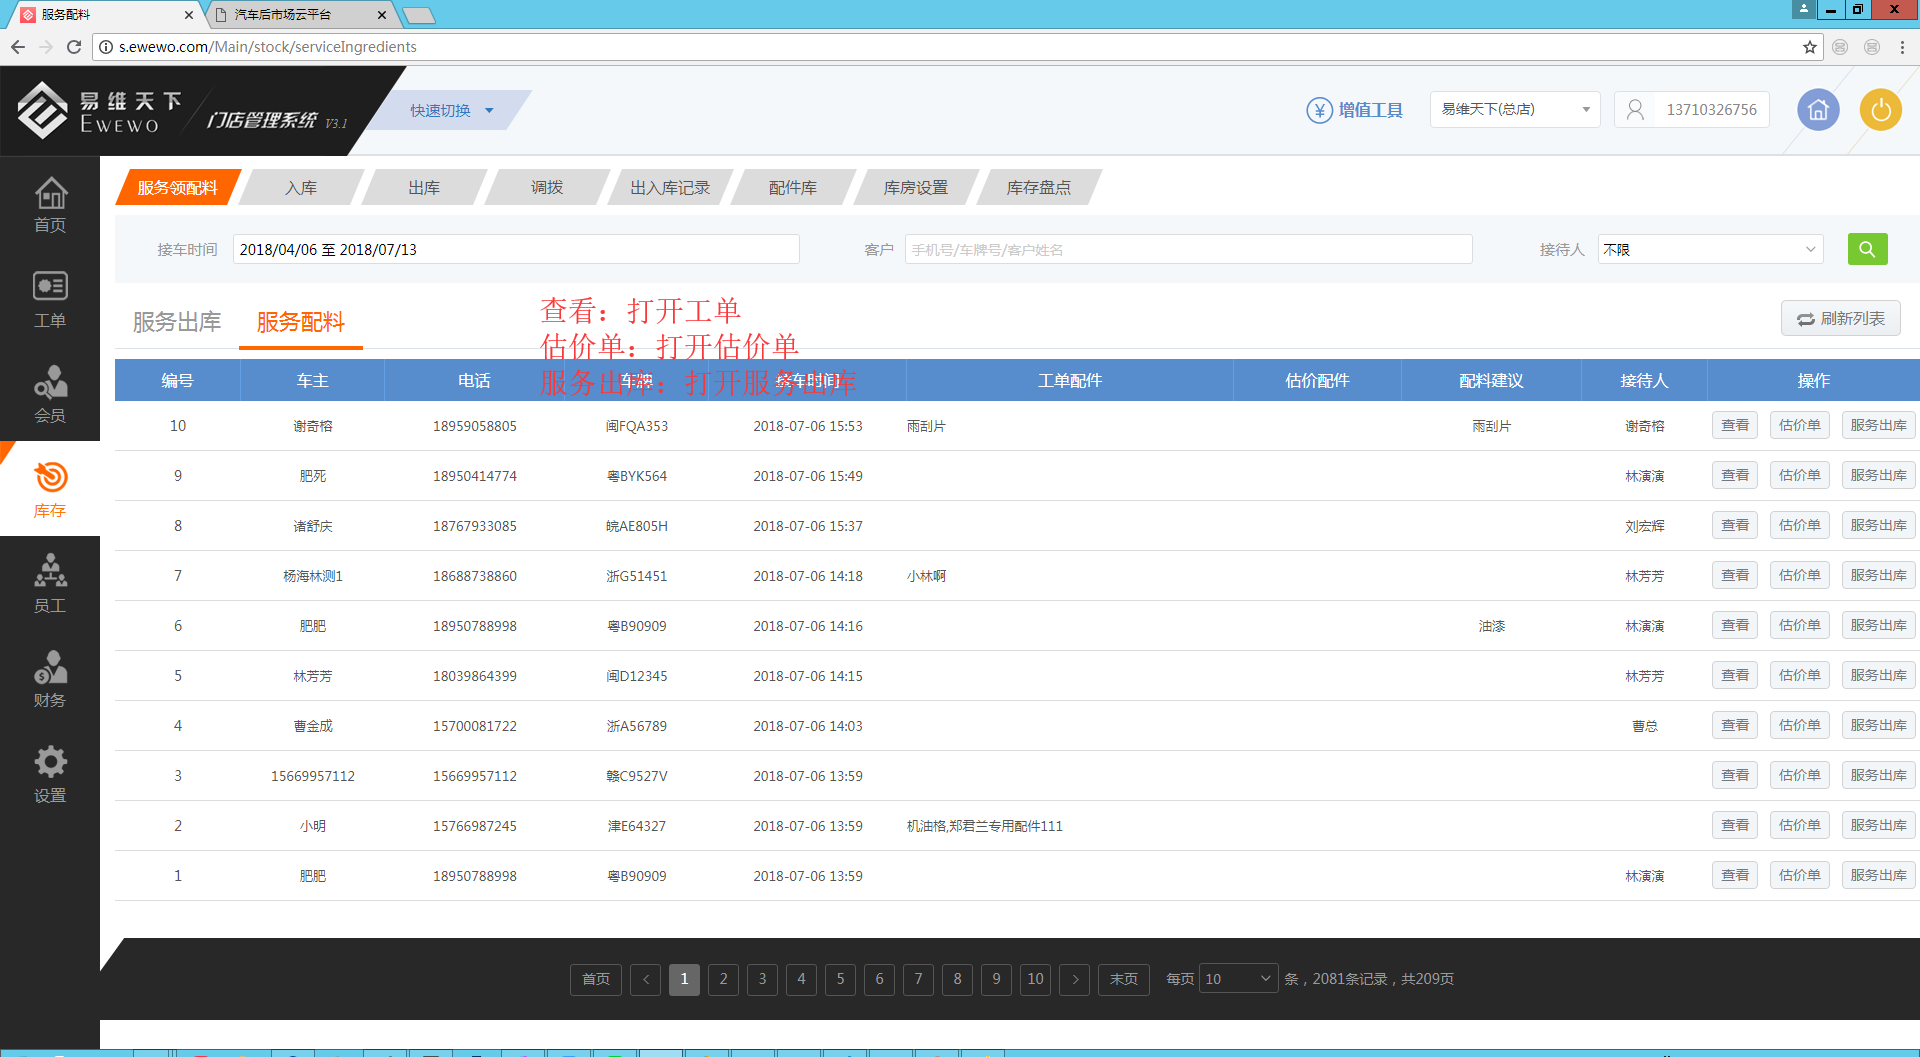 服务配料
汽车后市场云平台
s.ewewo.com/Main/stock/serviceIngredients
易维天下
EWEWO
门店管理系统 V3.1
快速切换
增值工具
易维天下(总店)
13710326756
首页
工单
会员
库存
员工
财务
设置
服务领配料 入库 出库 调拨 出入库记录 配件库 库房设置 库存盘点
接车时间 2018/04/06 至 2018/07/13 客户 手机号/车牌号/客户姓名 接待人 不限
服务出库 服务配料 刷新列表
查看：打开工单
估价单：打开估价单
服务出库：打开服务出库
编号 车主 电话 车牌 接车时间 工单配件 估价配件 配料建议 接待人 操作
10 谢奇榕 18959058805 闽FQA353 2018-07-06 15:53 雨刮片 雨刮片 谢奇榕 查看 估价单 服务出库
9 肥死 18950414774 粤BYK564 2018-07-06 15:49 林演演 查看 估价单 服务出库
8 诸舒庆 18767933085 皖AE805H 2018-07-06 15:37 刘宏辉 查看 估价单 服务出库
7 杨海林测1 18688738860 浙G51451 2018-07-06 14:18 小林啊 林芳芳 查看 估价单 服务出库
6 肥肥 18950788998 粤B90909 2018-07-06 14:16 油漆 林演演 查看 估价单 服务出库
5 林芳芳 18039864399 闽D12345 2018-07-06 14:15 林芳芳 查看 估价单 服务出库
4 曹金成 15700081722 浙A56789 2018-07-06 14:03 曹总 查看 估价单 服务出库
3 15669957112 15669957112 赣C9527V 2018-07-06 13:59 查看 估价单 服务出库
2 小明 15766987245 津E64327 2018-07-06 13:59 机油格,郑君兰专用配件111 查看 估价单 服务出库
1 肥肥 18950788998 粤B90909 2018-07-06 13:59 林演演 查看 估价单 服务出库
首页 < 1 2 3 4 5 6 7 8 9 10 > 末页 每页 10 条，2081条记录，共209页